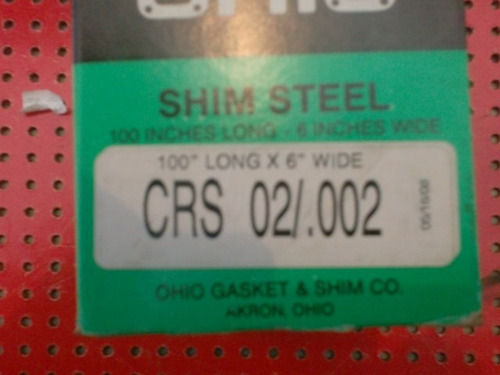 OHIO
SHIM STEEL
100 INCHES LONG - 6 INCHES WIDE
100" LONG X 6" WIDE
CRS 02/.002
OHIO GASKET & SHIM CO.
AKRON, OHIO